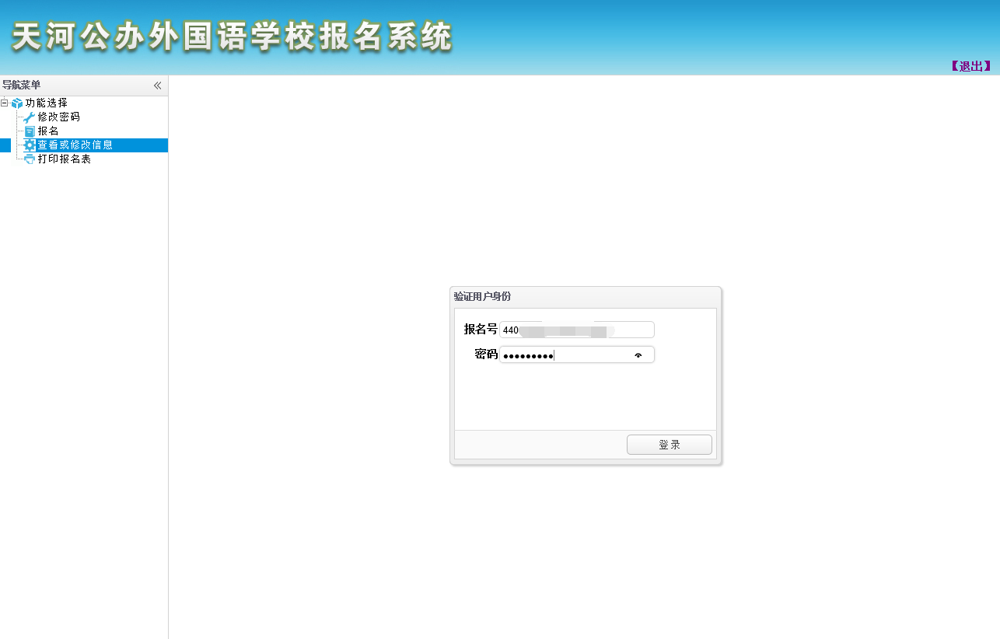 天河公办外国语学校报名系统
【退出】
导航菜单
功能选择
修改密码
报名
查看或修改信息
打印报名表
验证用户身份
报名号 440
密码 •••••••••
登录